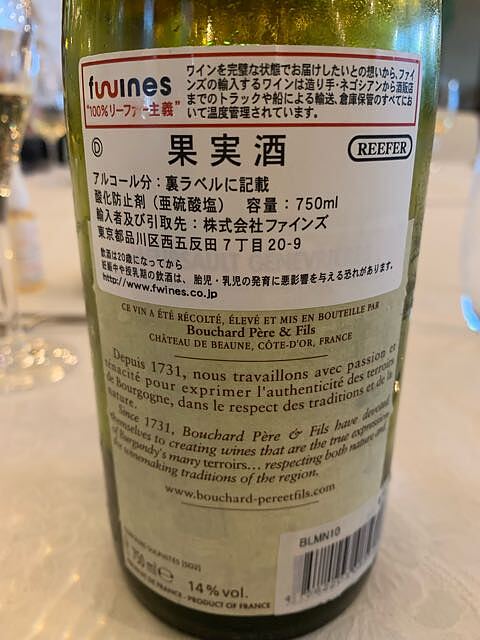 fwines
"100%リーファー主義"
ワインを完璧な状態でお届けしたいとの想いから、ファイ
ンズの輸入するワインは造り手・ネゴシアンから酒販店
までのトラックや船による輸送、倉庫保管のすべてにお
いて温度管理されています。
D
果実酒
REEFER
アルコール分：裏ラベルに記載
酸化防止剤（亜硫酸塩） 容量：750ml
輸入者及び引取先：株式会社ファインズ
東京都品川区西五反田７丁目20-9
飲酒は20歳になってから
妊娠中や授乳期の飲酒は、胎児・乳児の発育に悪影響を与える恐れがあります。
http://www.fwines.co.jp
CE VIN A ÉTÉ RÉCOLTÉ, ÉLEVÉ ET MIS EN BOUTEILLE PAR
Bouchard Père & Fils
CHÂTEAU DE BEAUNE, CÔTE-D'OR, FRANCE
Depuis 1731, nous travaillons avec passion et
ténacité pour exprimer l'authenticité des terroirs
de Bourgogne, dans le respect des traditions et de la
nature.
Since 1731, Bouchard Père & Fils have devoted
themselves to creating wines that are the true expression
of Burgundy's many terroirs... respecting both nature and
the winemaking traditions of the region.
www.bouchard-pereetfils.com
SULPHITES [SO2]
750 ml e
14% vol.
PRODUIT DE FRANCE - PRODUCT OF FRANCE
BLMN10